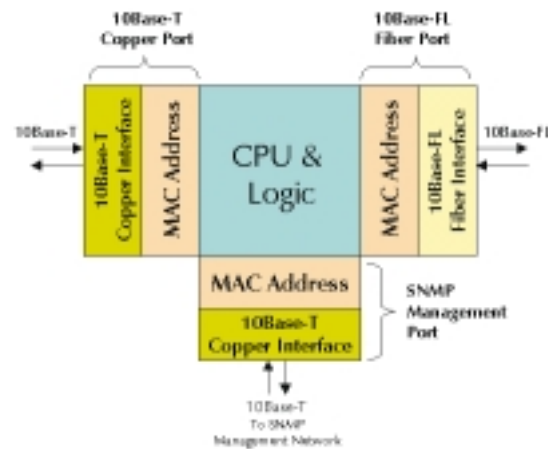 10Base-T
Copper Port
10Base-FL
Fiber Port
10Base-T
10Base-T
Copper Interface
MAC Address
CPU &
Logic
MAC Address
10Base-FL
Fiber Interface
10Base-FL
MAC Address
10Base-T
Copper Interface
SNMP
Management
Port
10Base-T
To SNMP
Management Network